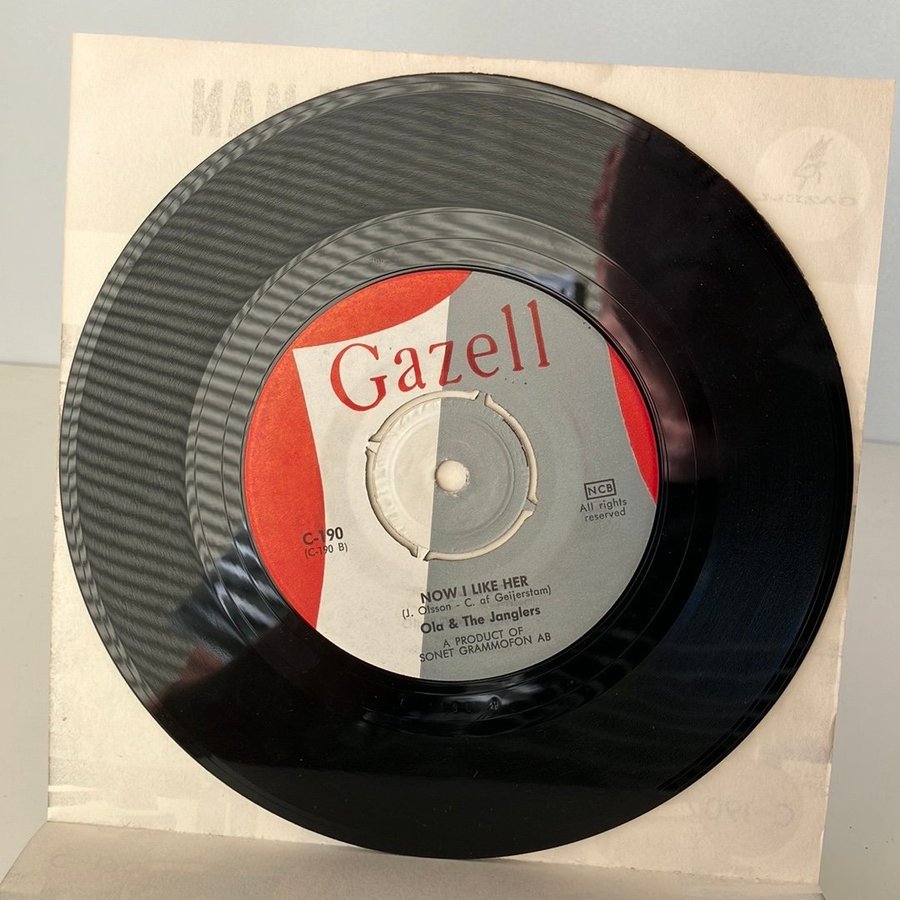 Gazell
NCB
All rights
reserved
C-190
(C-190 B)
NOW I LIKE HER
(J. Olsson - C. af Geijerstam)
Ola & The Janglers
A PRODUCT OF
SONET GRAMMOFON AB